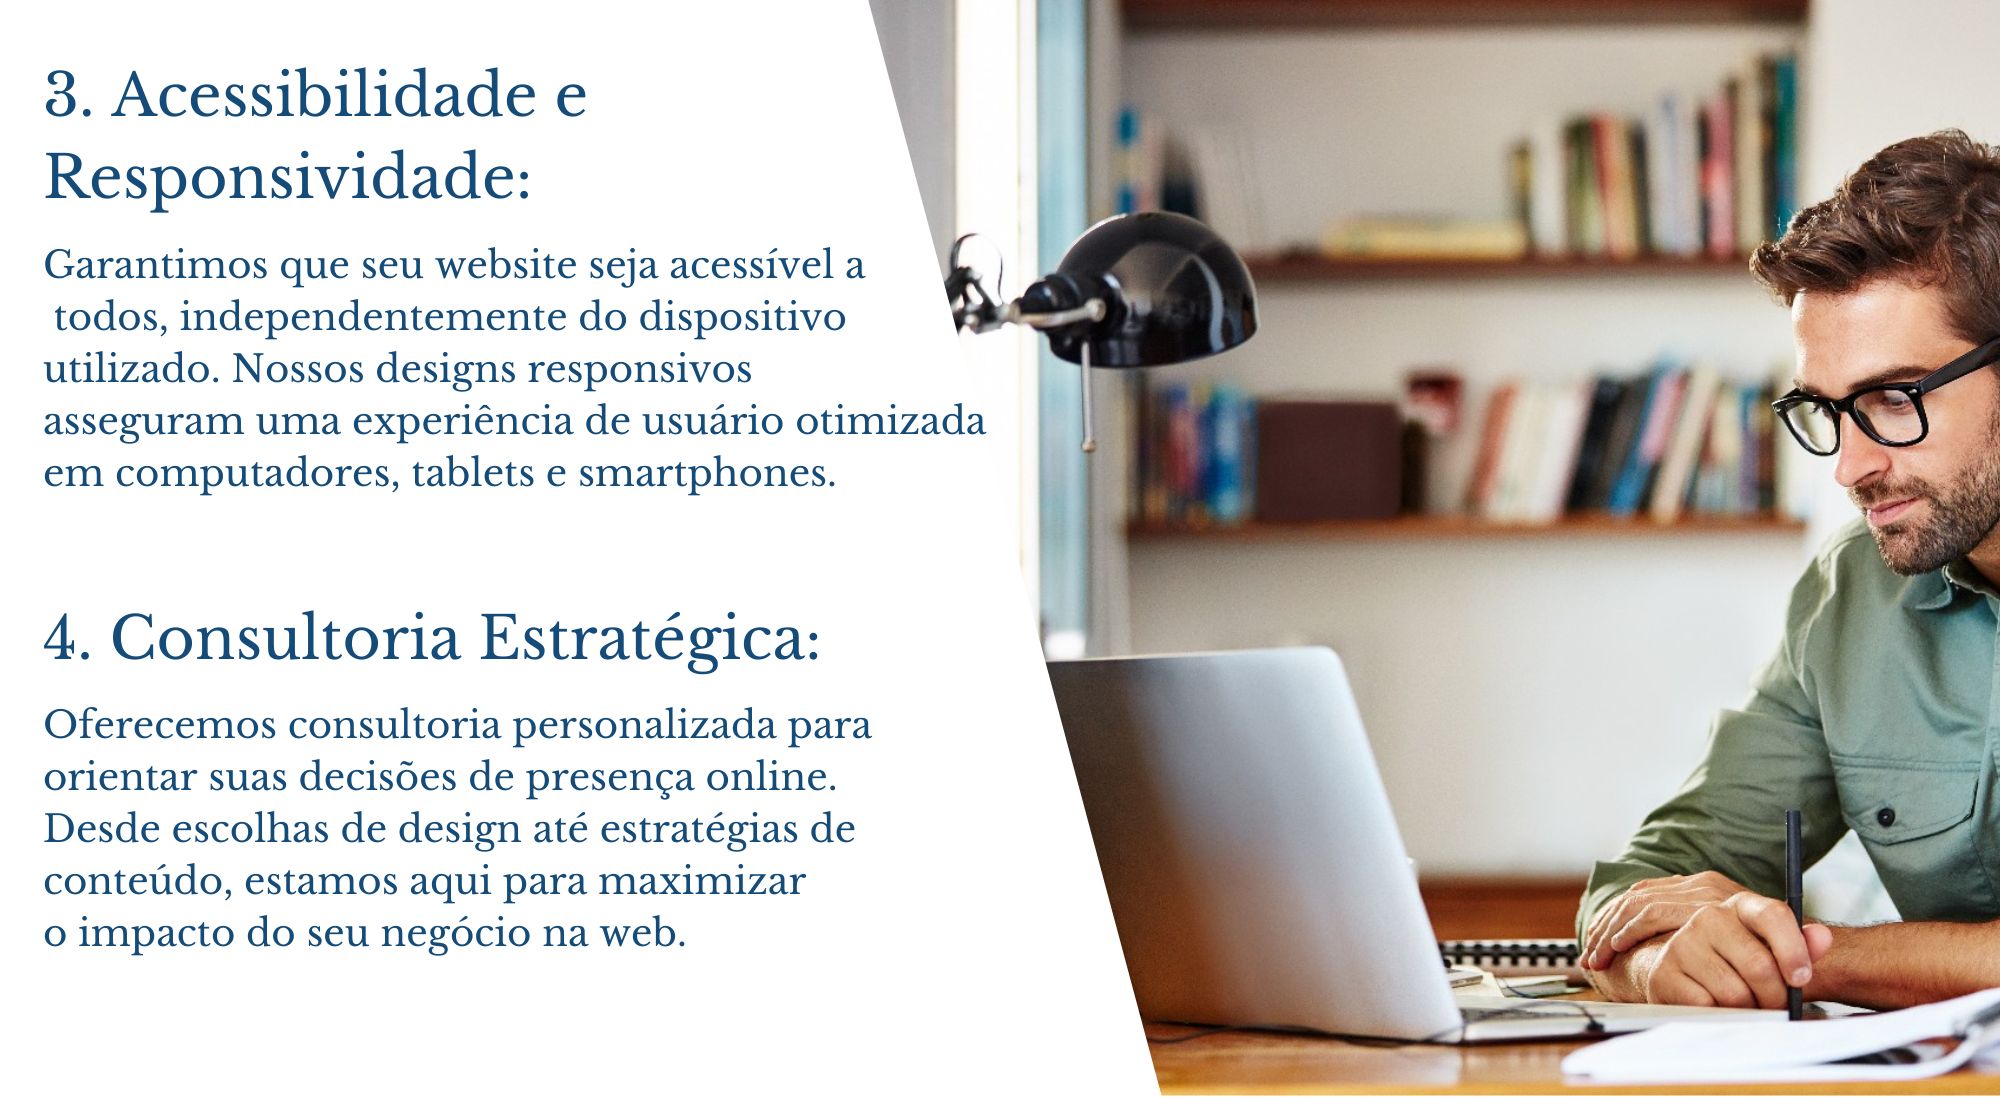 3. Acessibilidade e
Responsividade:
Garantimos que seu website seja acessível a
todos, independentemente do dispositivo
utilizado. Nossos designs responsivos
asseguram uma experiência de usuário otimizada
em computadores, tablets e smartphones.
4. Consultoria Estratégica:
Oferecemos consultoria personalizada para
orientar suas decisões de presença online.
Desde escolhas de design até estratégias de
conteúdo, estamos aqui para maximizar
o impacto do seu negócio na web.